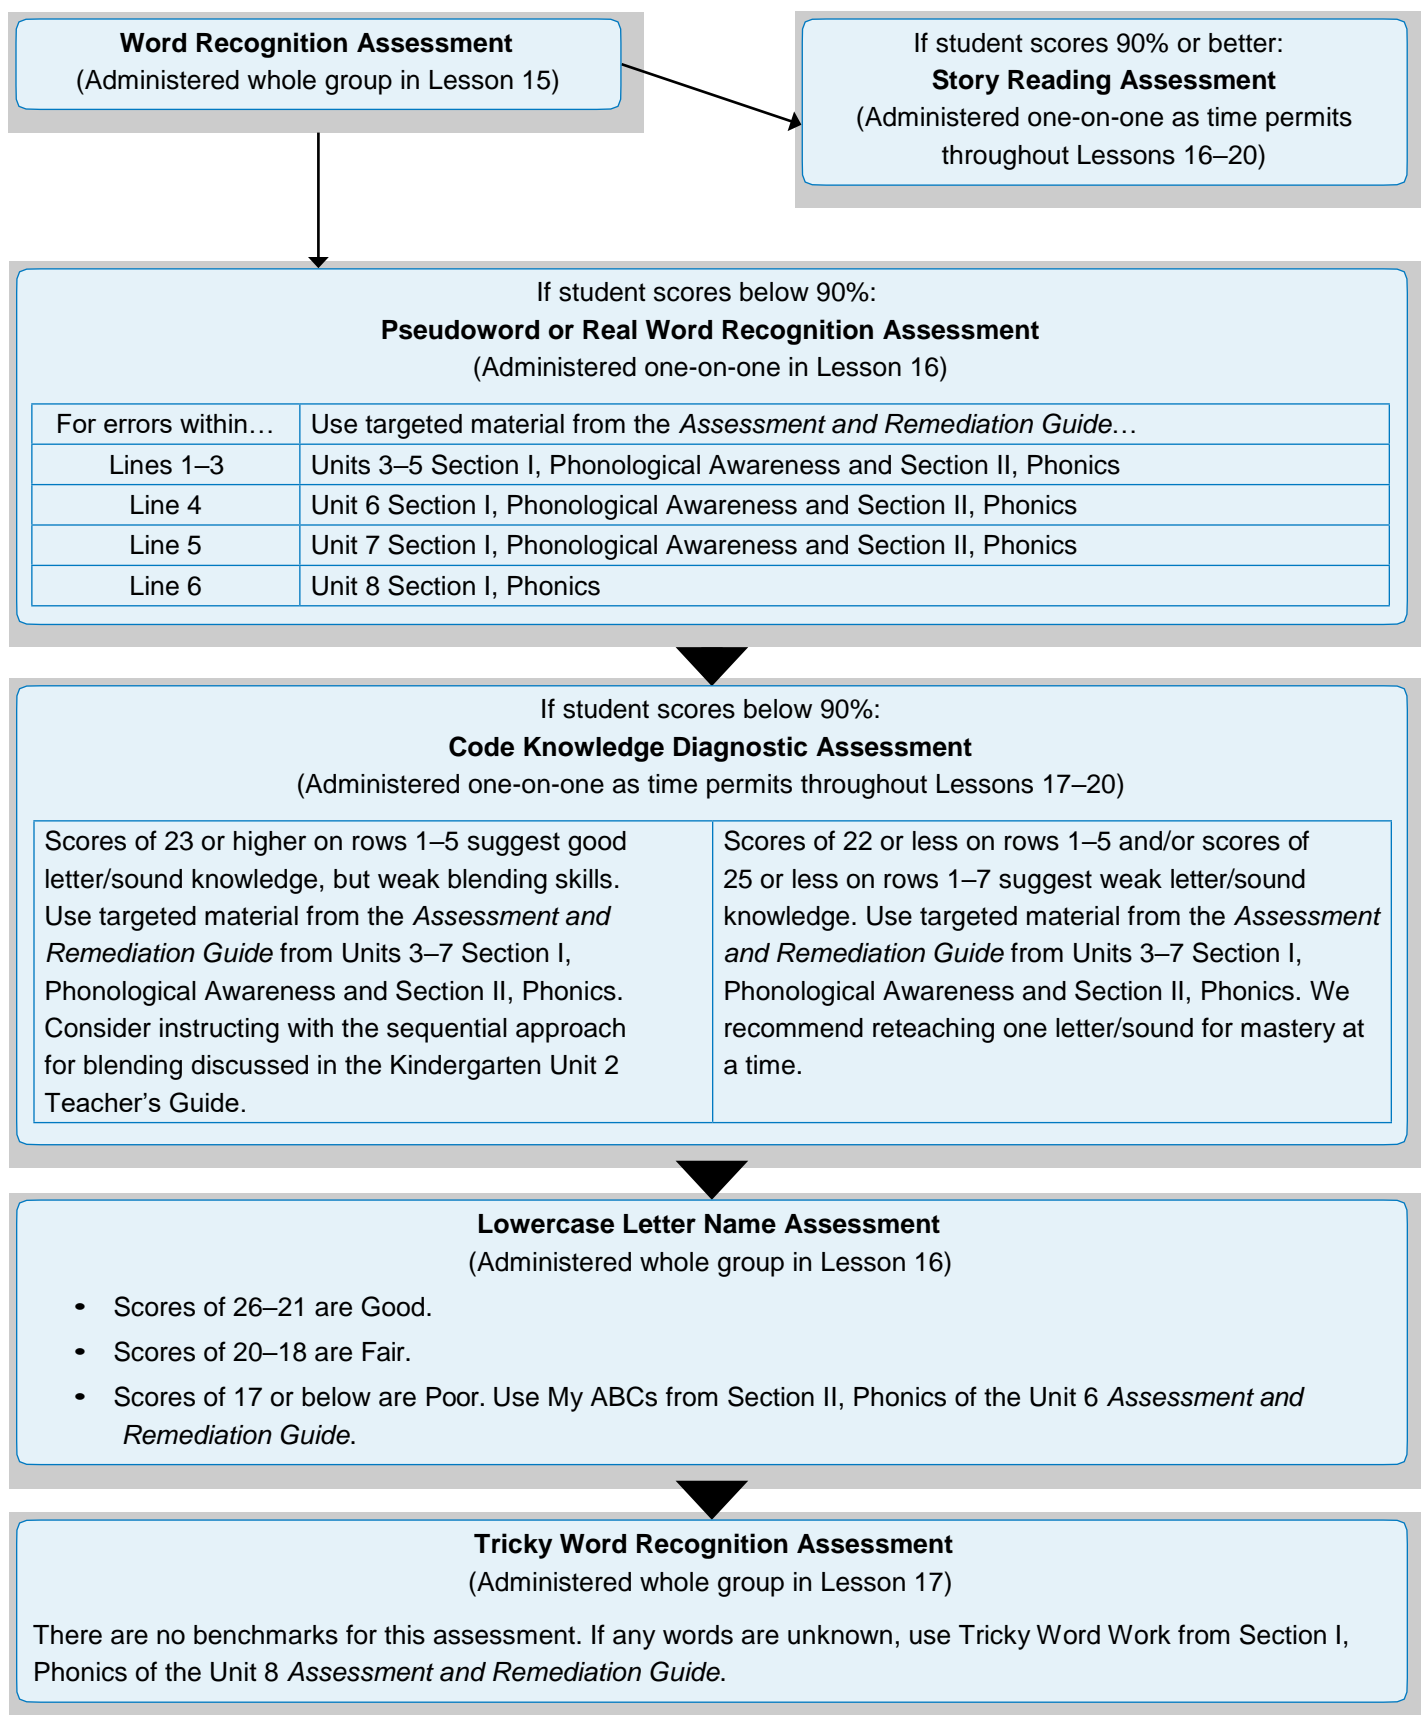 Word Recognition Assessment
(Administered whole group in Lesson 15)
If student scores 90% or better:
Story Reading Assessment
(Administered one-on-one as time permits
throughout Lessons 16–20)
If student scores below 90%:
Pseudoword or Real Word Recognition Assessment
(Administered one-on-one in Lesson 16)
For errors within… Use targeted material from the Assessment and Remediation Guide…
Lines 1–3 Units 3–5 Section I, Phonological Awareness and Section II, Phonics
Line 4 Unit 6 Section I, Phonological Awareness and Section II, Phonics
Line 5 Unit 7 Section I, Phonological Awareness and Section II, Phonics
Line 6 Unit 8 Section I, Phonics
If student scores below 90%:
Code Knowledge Diagnostic Assessment
(Administered one-on-one as time permits throughout Lessons 17–20)
Scores of 23 or higher on rows 1–5 suggest good
letter/sound knowledge, but weak blending skills.
Use targeted material from the Assessment and
Remediation Guide from Units 3–7 Section I,
Phonological Awareness and Section II, Phonics.
Consider instructing with the sequential approach
for blending discussed in the Kindergarten Unit 2
Teacher’s Guide.
Scores of 22 or less on rows 1–5 and/or scores of
25 or less on rows 1–7 suggest weak letter/sound
knowledge. Use targeted material from the Assessment
and Remediation Guide from Units 3–7 Section I,
Phonological Awareness and Section II, Phonics. We
recommend reteaching one letter/sound for mastery at
a time.
Lowercase Letter Name Assessment
(Administered whole group in Lesson 16)
• Scores of 26–21 are Good.
• Scores of 20–18 are Fair.
• Scores of 17 or below are Poor. Use My ABCs from Section II, Phonics of the Unit 6 Assessment and
Remediation Guide.
Tricky Word Recognition Assessment
(Administered whole group in Lesson 17)
There are no benchmarks for this assessment. If any words are unknown, use Tricky Word Work from Section I,
Phonics of the Unit 8 Assessment and Remediation Guide.